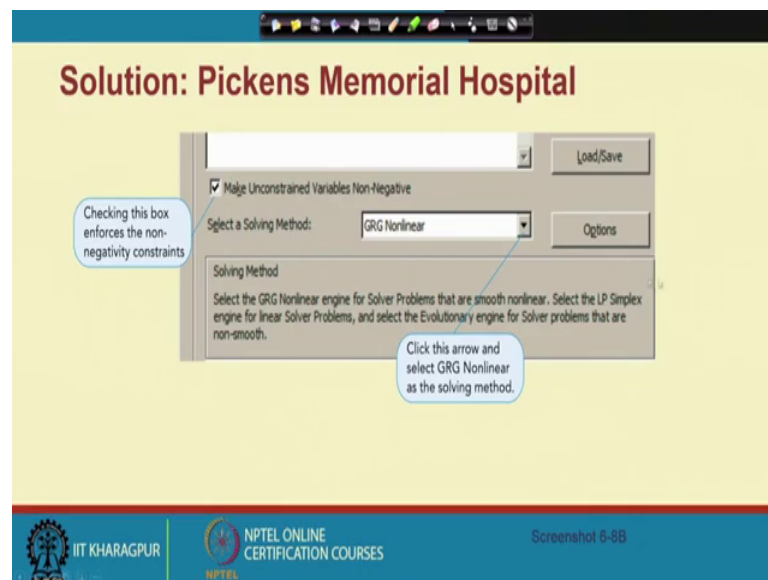 Solution: Pickens Memorial Hospital
Load/Save
Make Unconstrained Variables Non-Negative
Checking this box
enforces the non-
negativity constraints
Select a Solving Method:
GRG Nonlinear
Options
Solving Method
Select the GRG Nonlinear engine for Solver Problems that are smooth nonlinear. Select the LP Simplex
engine for linear Solver Problems, and select the Evolutionary engine for Solver problems that are
non-smooth.
Click this arrow and
select GRG Nonlinear
as the solving method.
IIT KHARAGPUR
NPTEL ONLINE
CERTIFICATION COURSES
NPTEL
Screenshot 6-8B